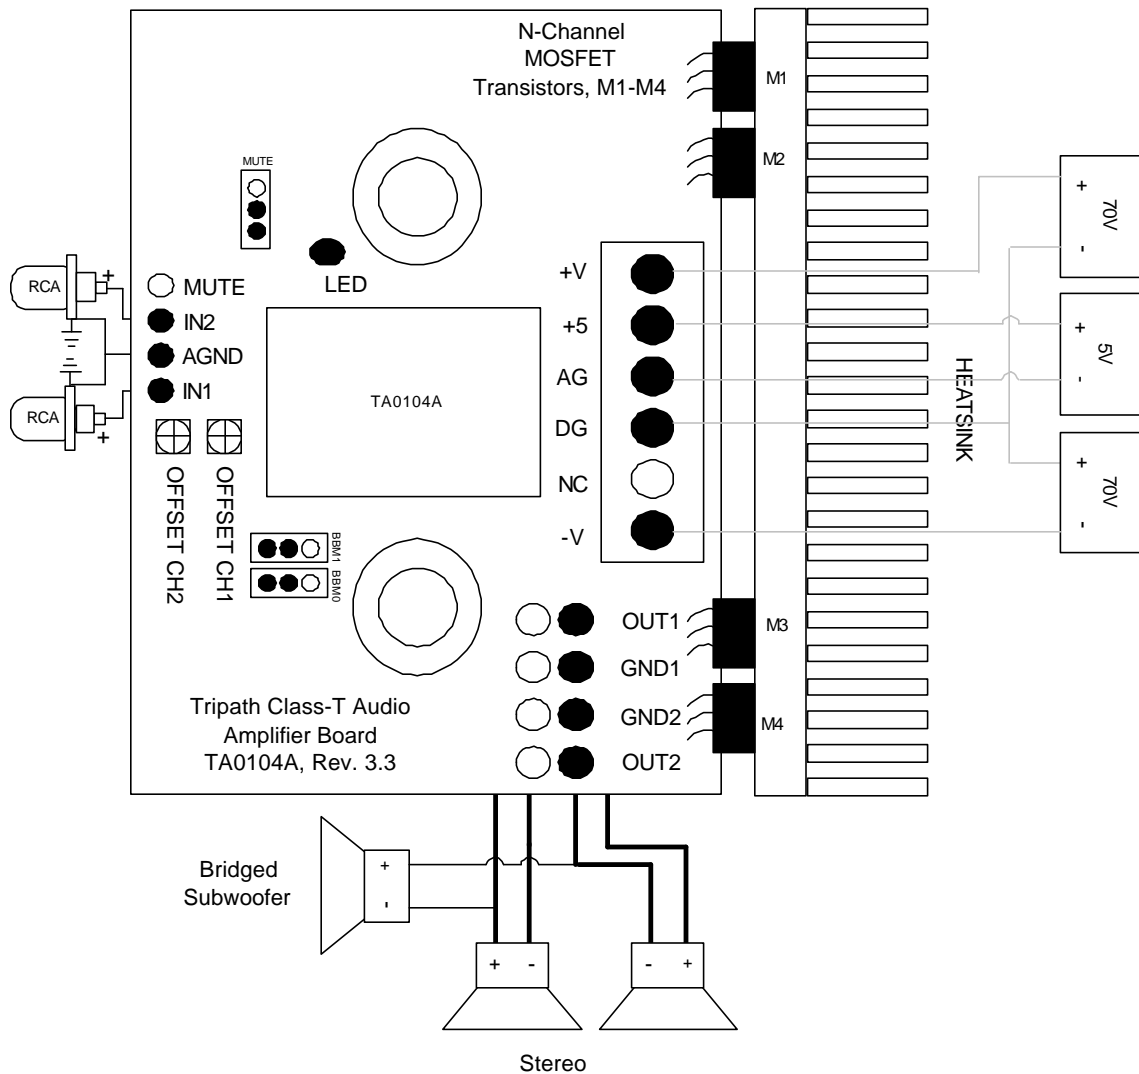 N-Channel
MOSFET
Transistors, M1-M4
M1
M2
MUTE
LED
RCA
+
MUTE
IN2
AGND
IN1
RCA
+
OFFSET CH2
OFFSET CH1
TA0104A
BBM1
BBM0
+V
+5
AG
DG
NC
-V
HEATSINK
+
70V
-
+
5V
-
+
70V
-
OUT1
GND1
GND2
OUT2
M3
M4
Tripath Class-T Audio
Amplifier Board
TA0104A, Rev. 3.3
Bridged
Subwoofer
+
-
+ -
- +
Stereo